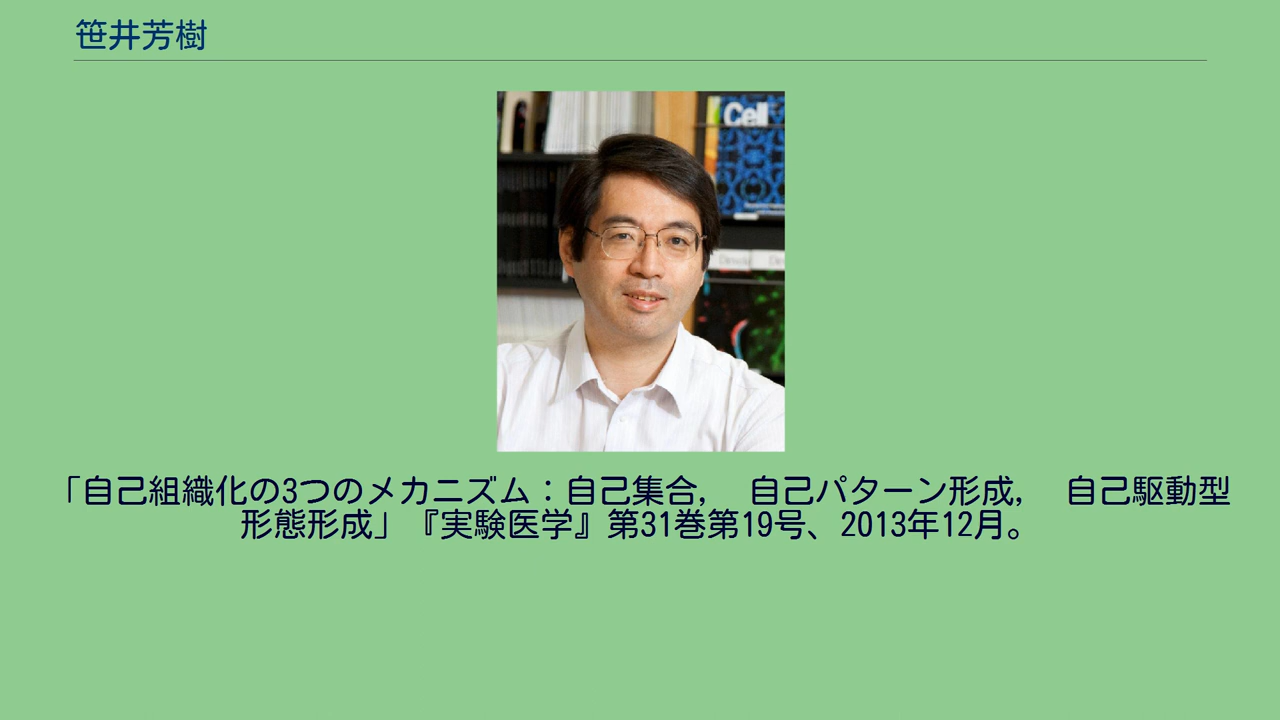 笹井芳樹
Cell
「自己組織化の3つのメカニズム：自己集合， 自己パターン形成， 自己駆動型
形態形成」『実験医学』第31巻第19号、2013年12月。